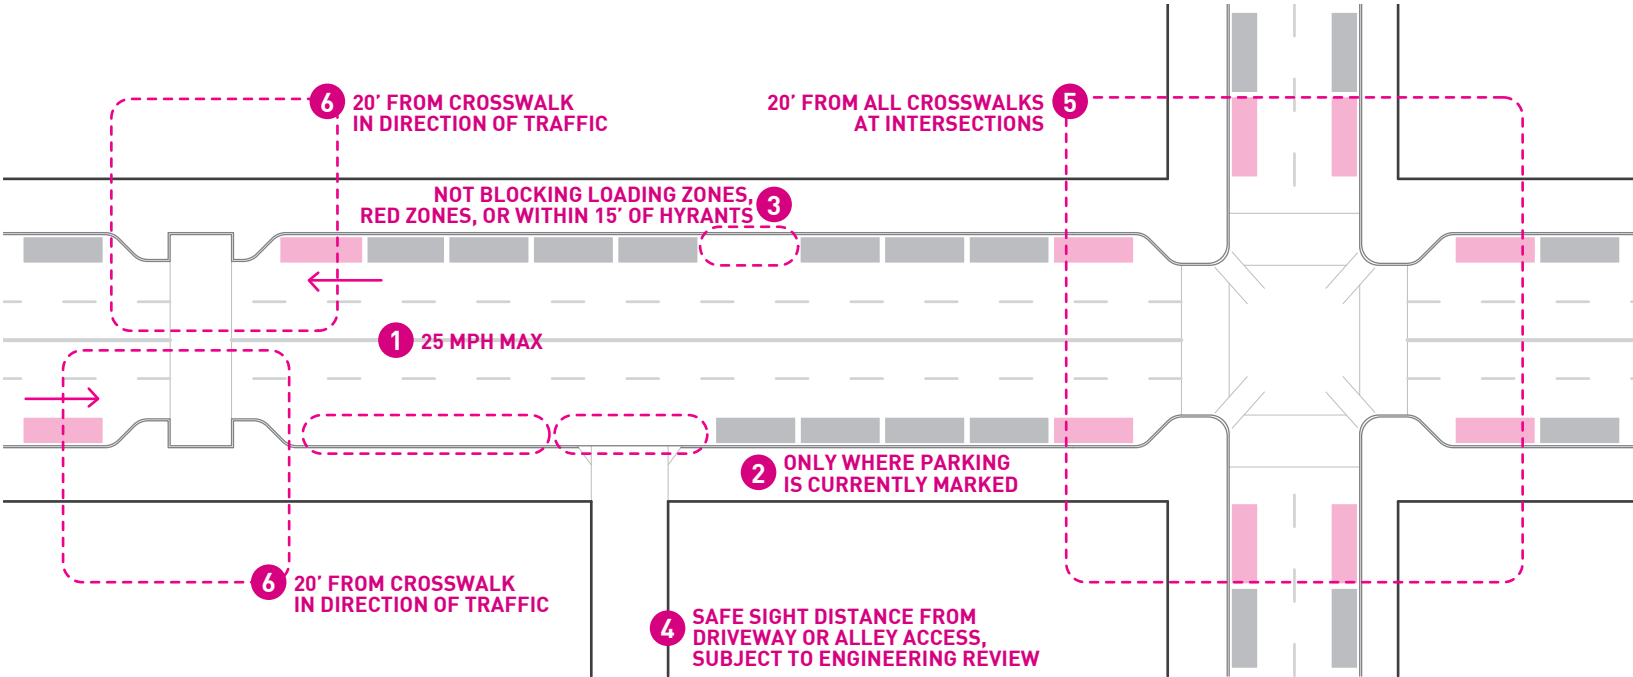 6 20’ FROM CROSSWALK
IN DIRECTION OF TRAFFIC
20’ FROM ALL CROSSWALKS 5
AT INTERSECTIONS
NOT BLOCKING LOADING ZONES, 3
RED ZONES, OR WITHIN 15’ OF HYRANTS
1 25 MPH MAX
2 ONLY WHERE PARKING
IS CURRENTLY MARKED
6 20’ FROM CROSSWALK
IN DIRECTION OF TRAFFIC
4 SAFE SIGHT DISTANCE FROM
DRIVEWAY OR ALLEY ACCESS,
SUBJECT TO ENGINEERING REVIEW